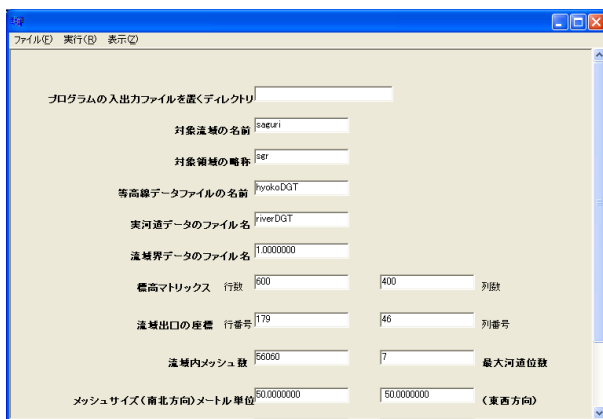 ファイル(F) 実行(R) 表示(Z)
プログラムの入出力ファイルを置くディレクトリ
対象流域の名前 saguri
対象領域の略称 sgr
等高線データファイルの名前 hyokoDGT
実河道データのファイル名 riverDGT
流域界データのファイル名 1.0000000
標高マトリックス 行数 600 400 列数
流域出口の座標 行番号 179 46 列番号
流域内メッシュ数 56060 7 最大河道位数
メッシュサイズ(南北方向)メートル単位 50.0000000 50.0000000 (東西方向)